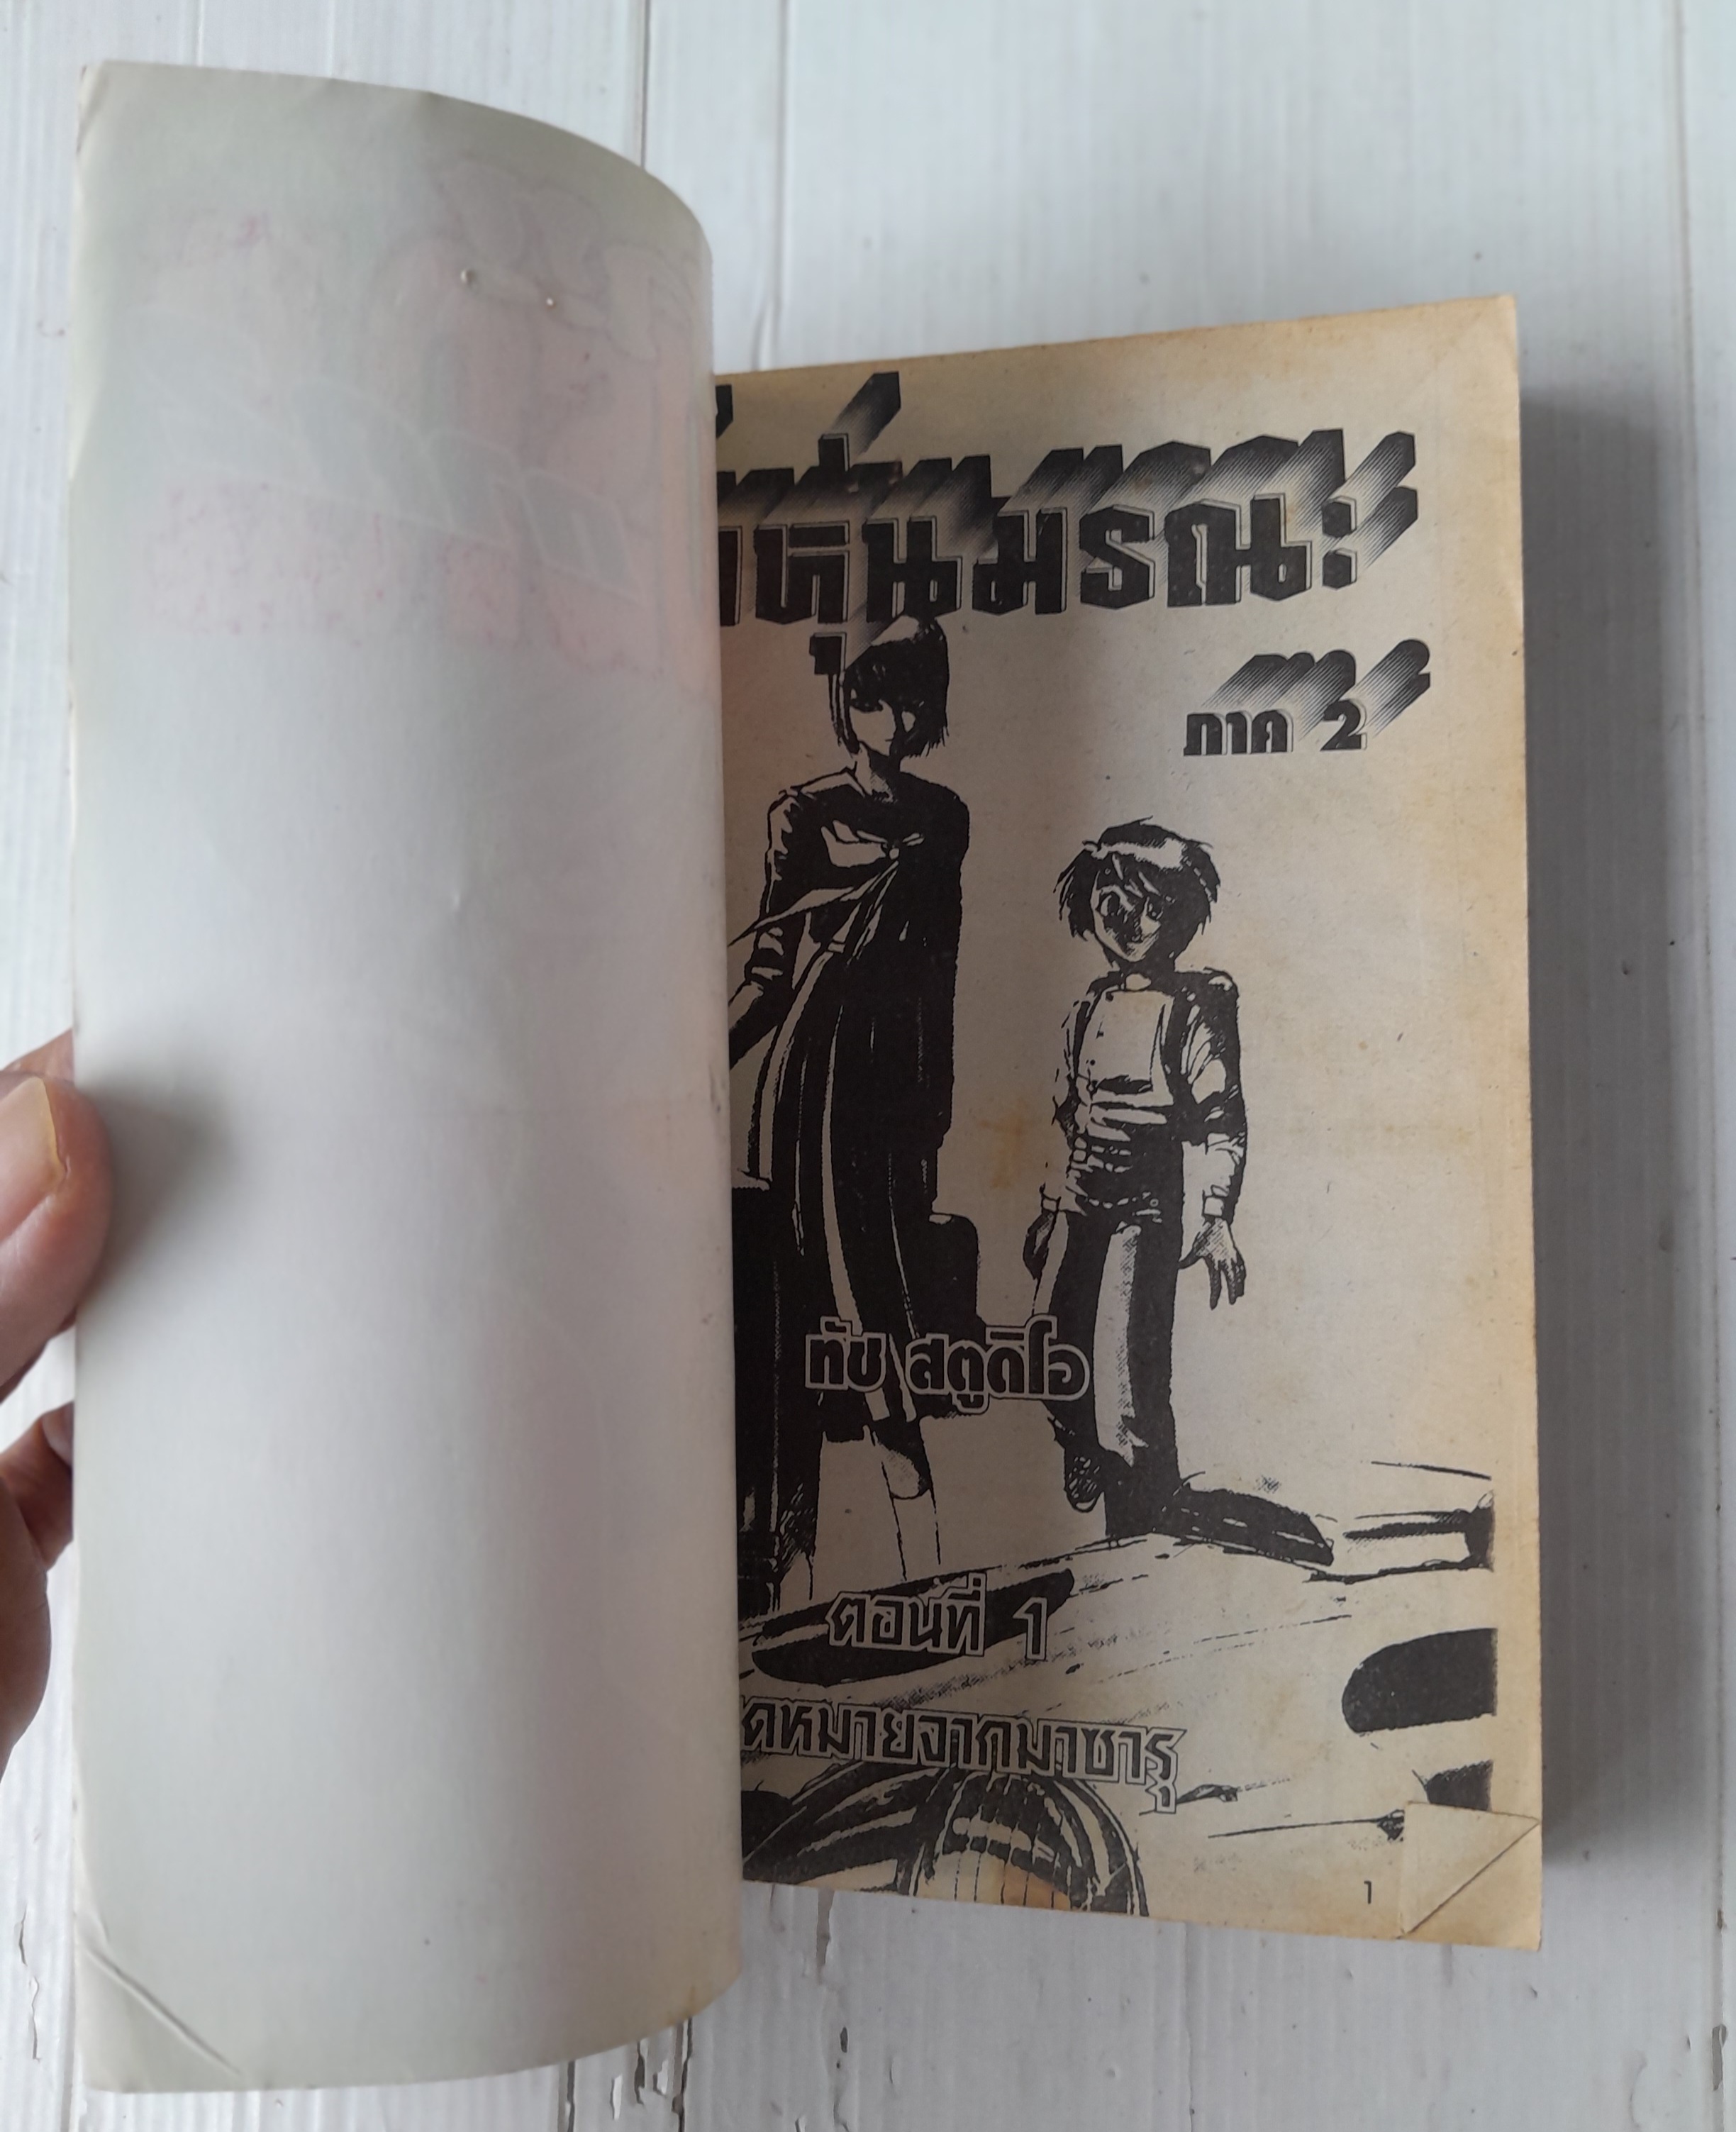 หุ่นมรณะ
ภาค 2
ทัช สตูดิโอ
ตอนที่ 1
ดหมายจากมาซารุ
1